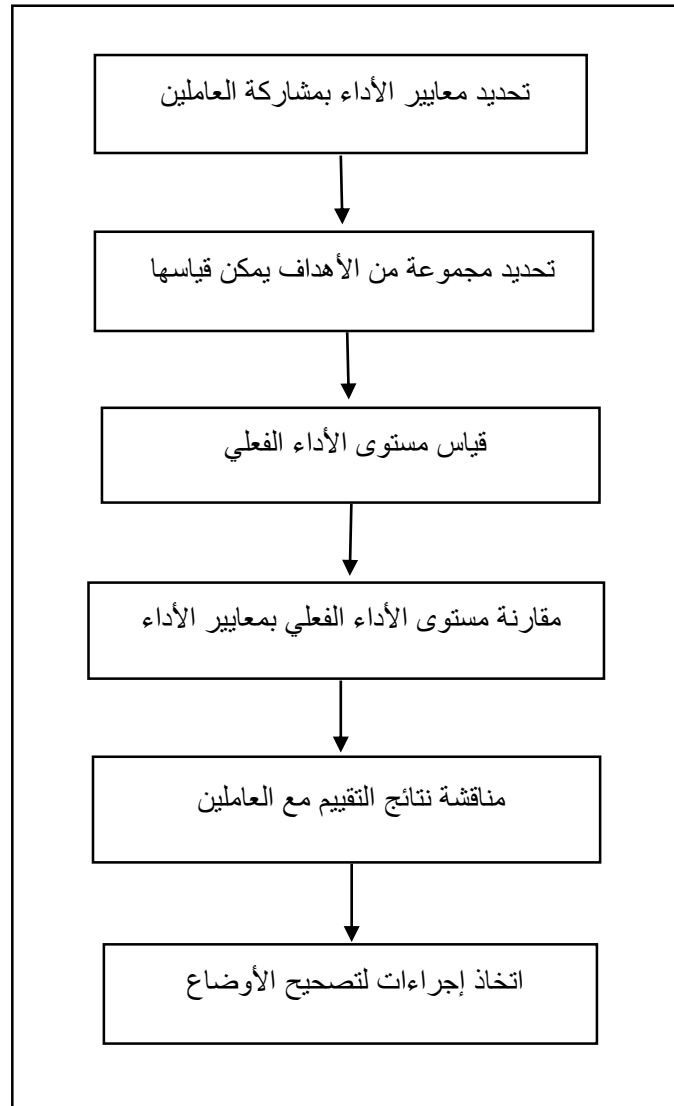 تحديد معايير الأداء بمشاركة العاملين
تحديد مجموعة من الأهداف يمكن قياسها
قياس مستوى الأداء الفعلي
مقارنة مستوى الأداء الفعلي بمعايير الأداء
مناقشة نتائج التقييم مع العاملين
اتخاذ إجراءات لتصحيح الأوضاع